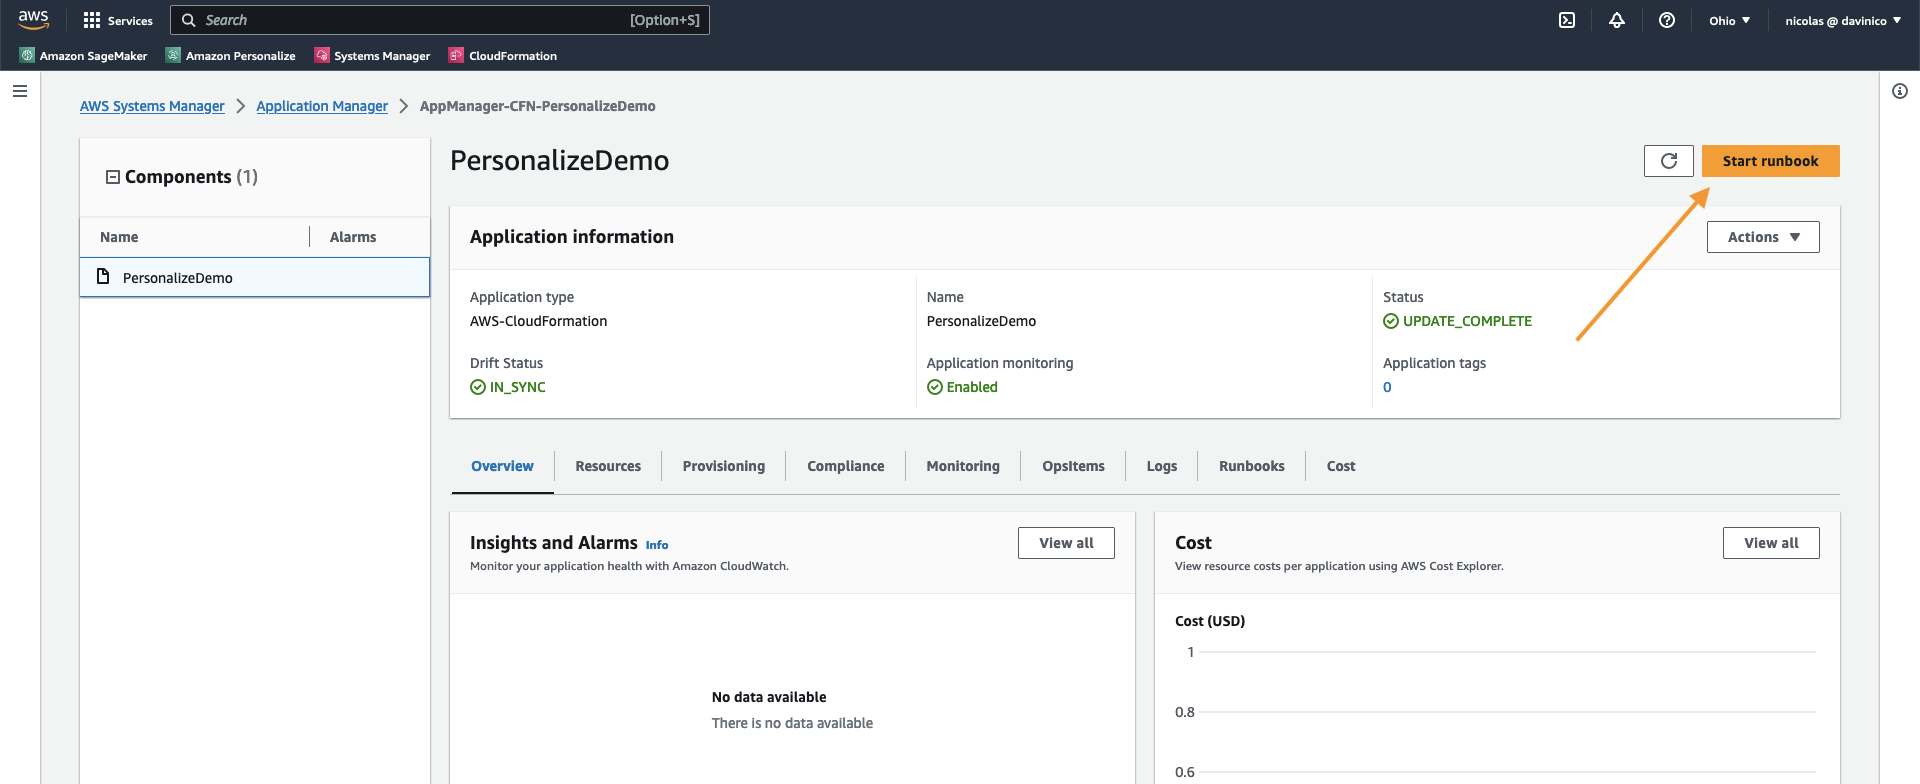 aws
Services
Search
[Option+S]
Ohio ▼
nicolas @ davinico ▼
Amazon SageMaker
Amazon Personalize
Systems Manager
CloudFormation
AWS Systems Manager
Application Manager
AppManager-CFN-PersonalizeDemo
Components (1)
Name
Alarms
PersonalizeDemo
PersonalizeDemo
Start runbook
Application information
Actions ▼
Application type
AWS-CloudFormation
Name
PersonalizeDemo
Status
UPDATE_COMPLETE
Drift Status
IN_SYNC
Application monitoring
Enabled
Application tags
0
Overview
Resources
Provisioning
Compliance
Monitoring
OpsItems
Logs
Runbooks
Cost
Insights and Alarms Info
Monitor your application health with Amazon CloudWatch.
View all
No data available
There is no data available
Cost
View resource costs per application using AWS Cost Explorer.
View all
Cost (USD)
1
0.8
0.6